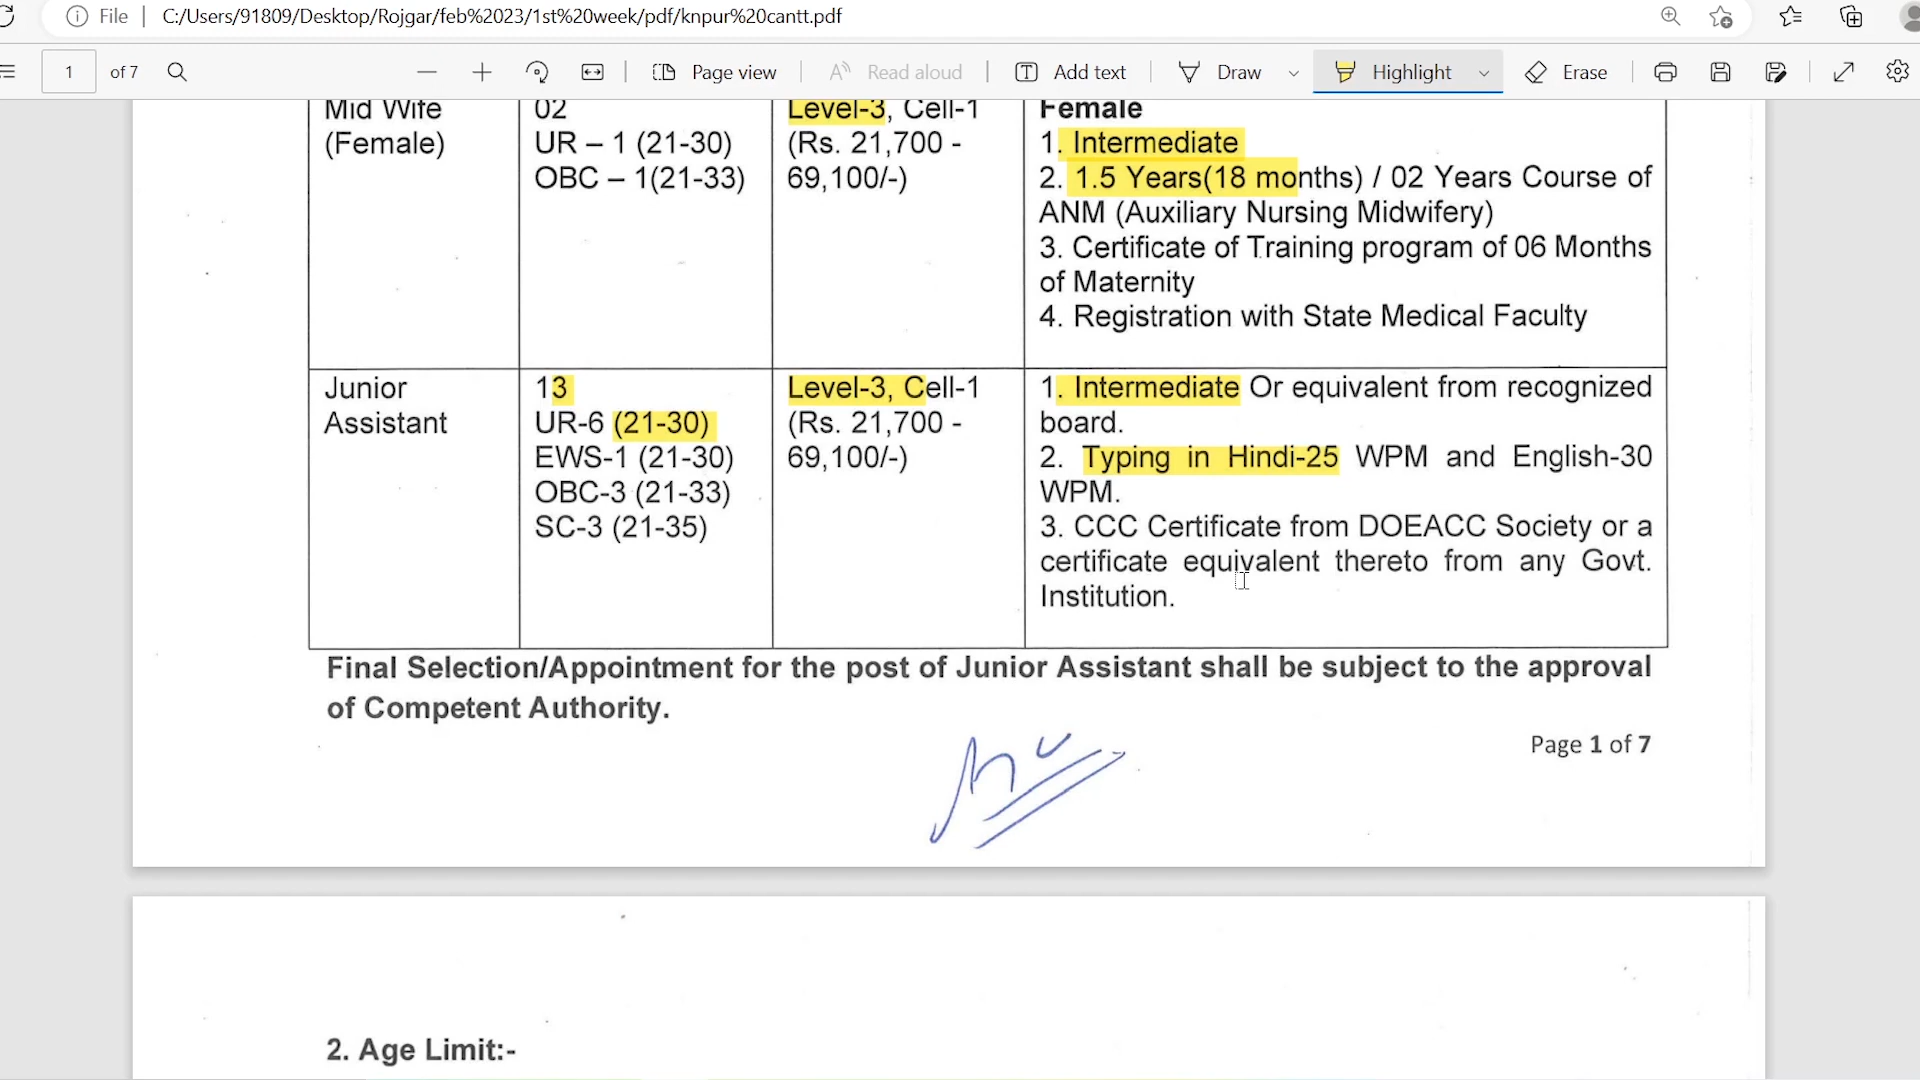 File
C:/Users/91809/Desktop/Rojgar/feb%2023/1st%20week/pdf/knpur%20cantt.pdf
1 of 7
Page view
Read aloud
Add text
Draw
Highlight
Erase
Mid Wife
(Female)
02
UR – 1 (21-30)
OBC – 1(21-33)
Level-3, Cell-1
(Rs. 21,700 -
69,100/-)
Female
1. Intermediate
2. 1.5 Years(18 months) / 02 Years Course of
ANM (Auxiliary Nursing Midwifery)
3. Certificate of Training program of 06 Months
of Maternity
4. Registration with State Medical Faculty
Junior
Assistant
13
UR-6 (21-30)
EWS-1 (21-30)
OBC-3 (21-33)
SC-3 (21-35)
Level-3, Cell-1
(Rs. 21,700 -
69,100/-)
1. Intermediate Or equivalent from recognized
board.
2. Typing in Hindi-25 WPM and English-30
WPM.
3. CCC Certificate from DOEACC Society or a
certificate equivalent thereto from any Govt.
Institution.
Final Selection/Appointment for the post of Junior Assistant shall be subject to the approval
of Competent Authority.
Page 1 of 7
2. Age Limit:-